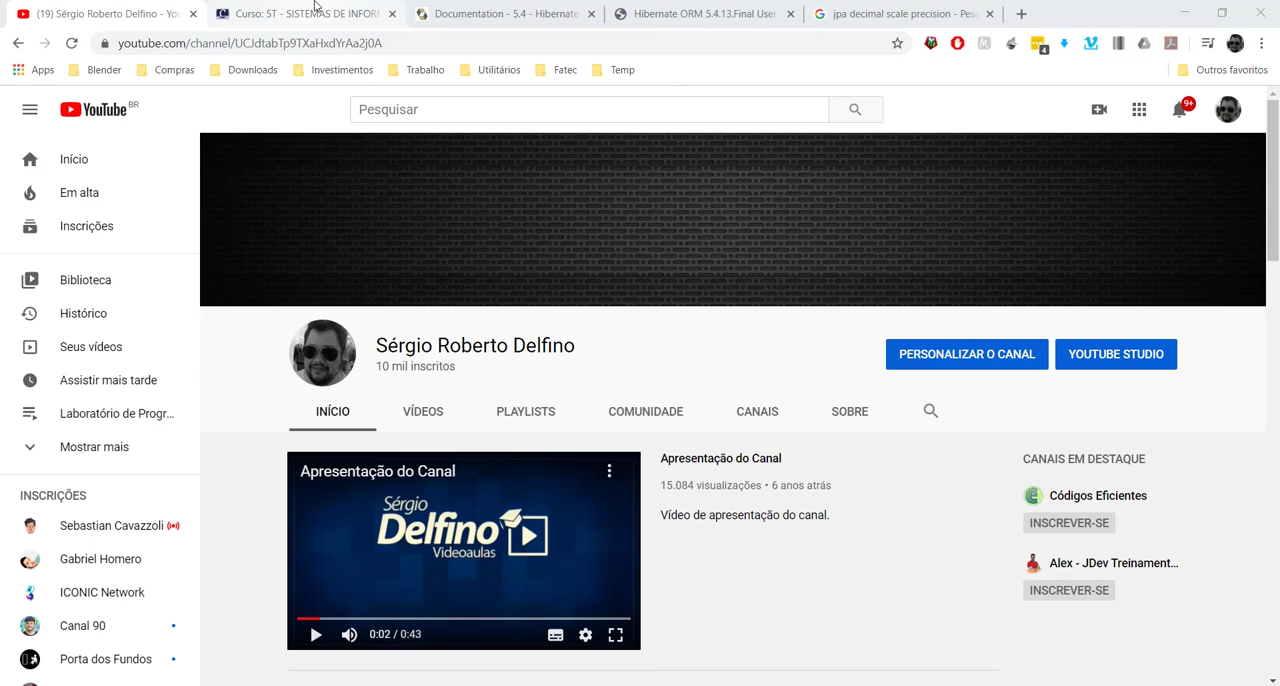 (19) Sérgio Roberto Delfino - You
Curso: 5T - SISTEMAS DE INFORM
Documentation - 5.4 - Hibernate
Hibernate ORM 5.4.13.Final User
jpa decimal scale precision - Pes
youtube.com/channel/UCJdtabTp9TXaHxdYrAa2j0A
4
Apps
Blender
Compras
Downloads
Investimentos
Trabalho
Utilitários
Fatec
Temp
Outros favoritos
YouTube BR
Pesquisar
9+
Início
Em alta
Inscrições
Biblioteca
Histórico
Seus vídeos
Assistir mais tarde
Laboratório de Progr...
Mostrar mais
INSCRIÇÕES
Sebastian Cavazzoli
Gabriel Homero
ICONIC Network
Canal 90
Porta dos Fundos
Sérgio Roberto Delfino
10 mil inscritos
PERSONALIZAR O CANAL
YOUTUBE STUDIO
INÍCIO
VÍDEOS
PLAYLISTS
COMUNIDADE
CANAIS
SOBRE
Apresentação do Canal
Sérgio
Delfino
Videoaulas
0:02 / 0:43
Apresentação do Canal
15.084 visualizações • 6 anos atrás
Vídeo de apresentação do canal.
CANAIS EM DESTAQUE
Códigos Eficientes
INSCREVER-SE
Alex - JDev Treinament...
INSCREVER-SE